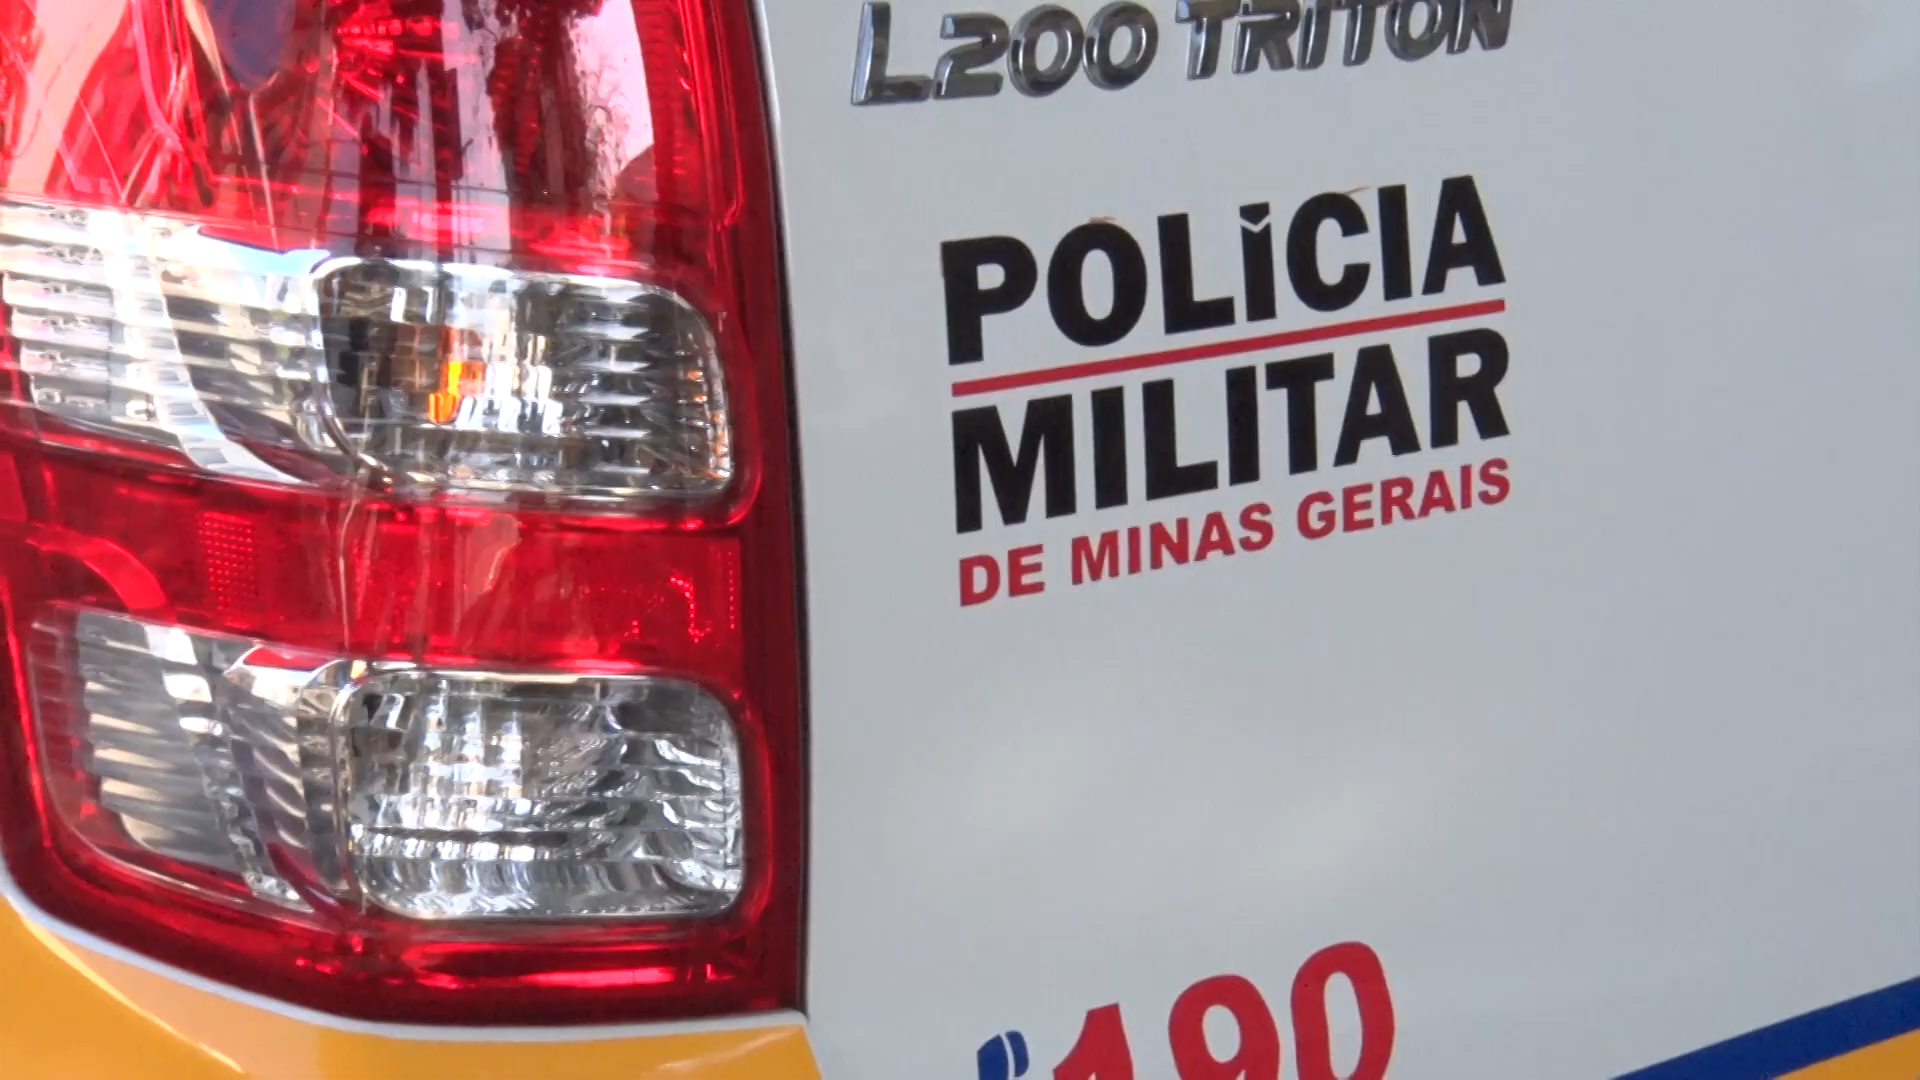 L200 TRITON
POLÍCIA
MILITAR
DE MINAS GERAIS
190